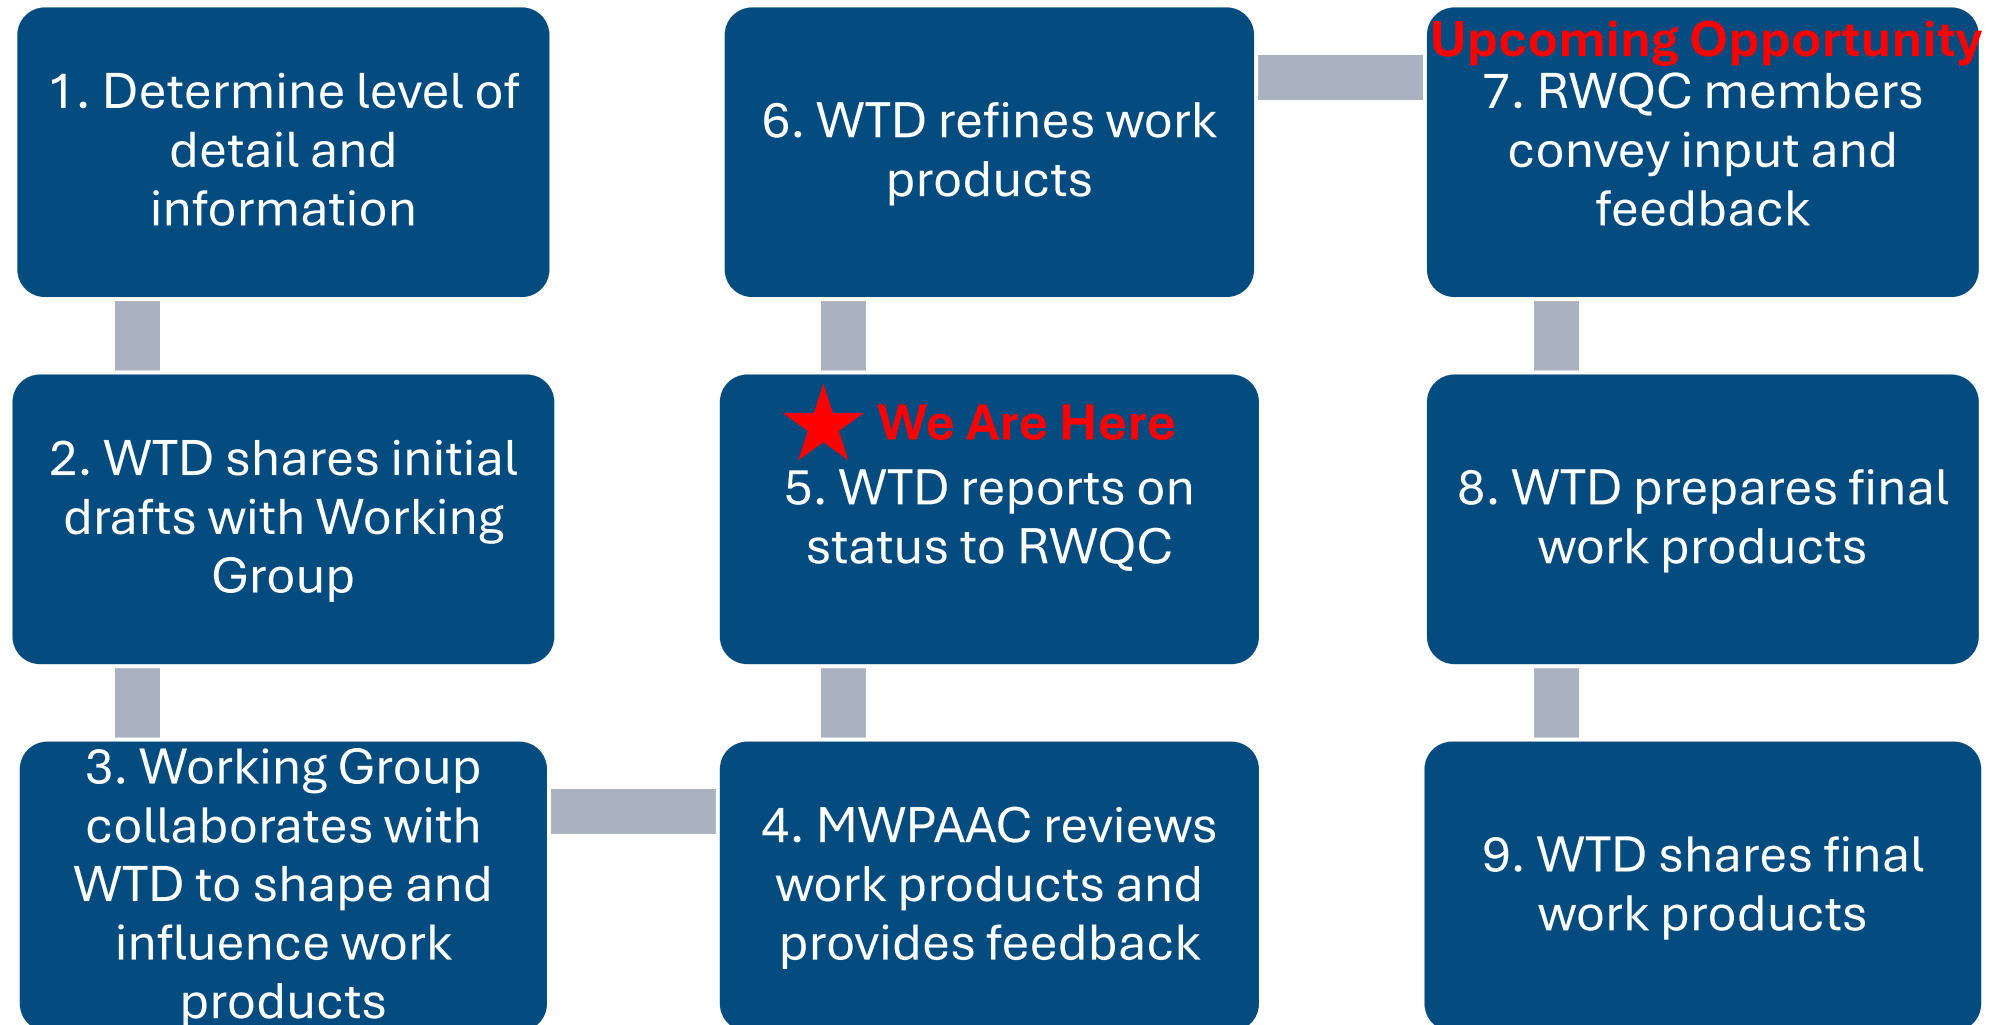 1. Determine level of
detail and
information
2. WTD shares initial
drafts with Working
Group
3. Working Group
collaborates with
WTD to shape and
influence work
products
4. MWPAAC reviews
work products and
provides feedback
We Are Here
5. WTD reports on
status to RWQC
6. WTD refines work
products
Upcoming Opportunity
7. RWQC members
convey input and
feedback
8. WTD prepares final
work products
9. WTD shares final
work products